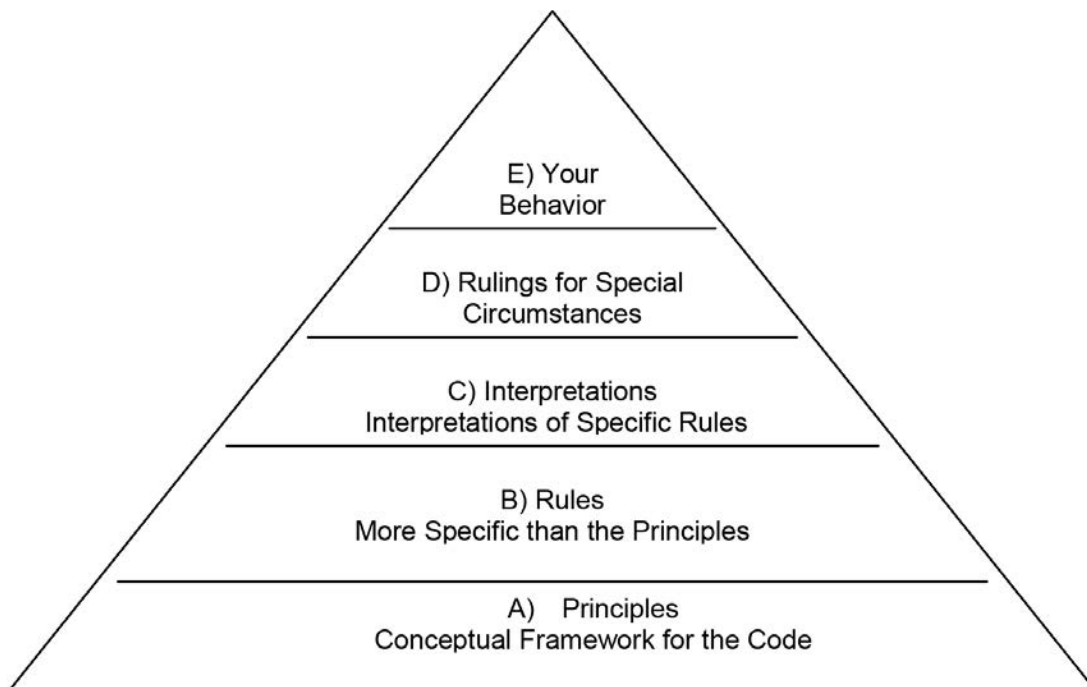 E) Your
Behavior
D) Rulings for Special
Circumstances
C) Interpretations
Interpretations of Specific Rules
B) Rules
More Specific than the Principles
A) Principles
Conceptual Framework for the Code